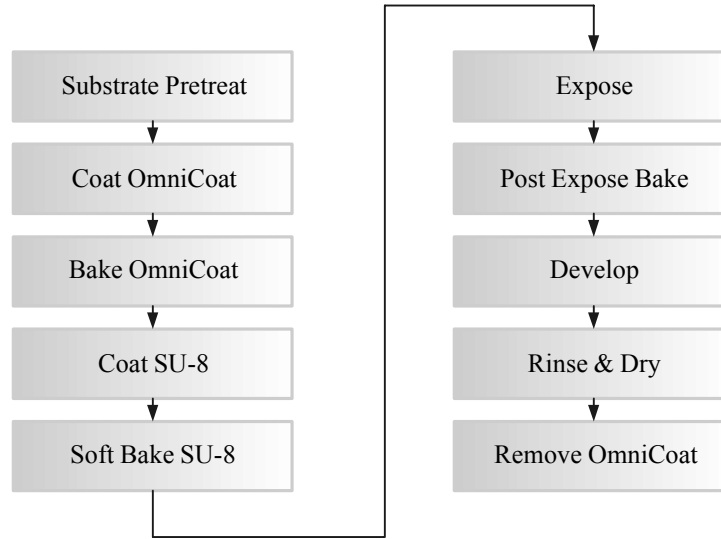 Substrate Pretreat
Coat OmniCoat
Bake OmniCoat
Coat SU-8
Soft Bake SU-8
Expose
Post Expose Bake
Develop
Rinse & Dry
Remove OmniCoat